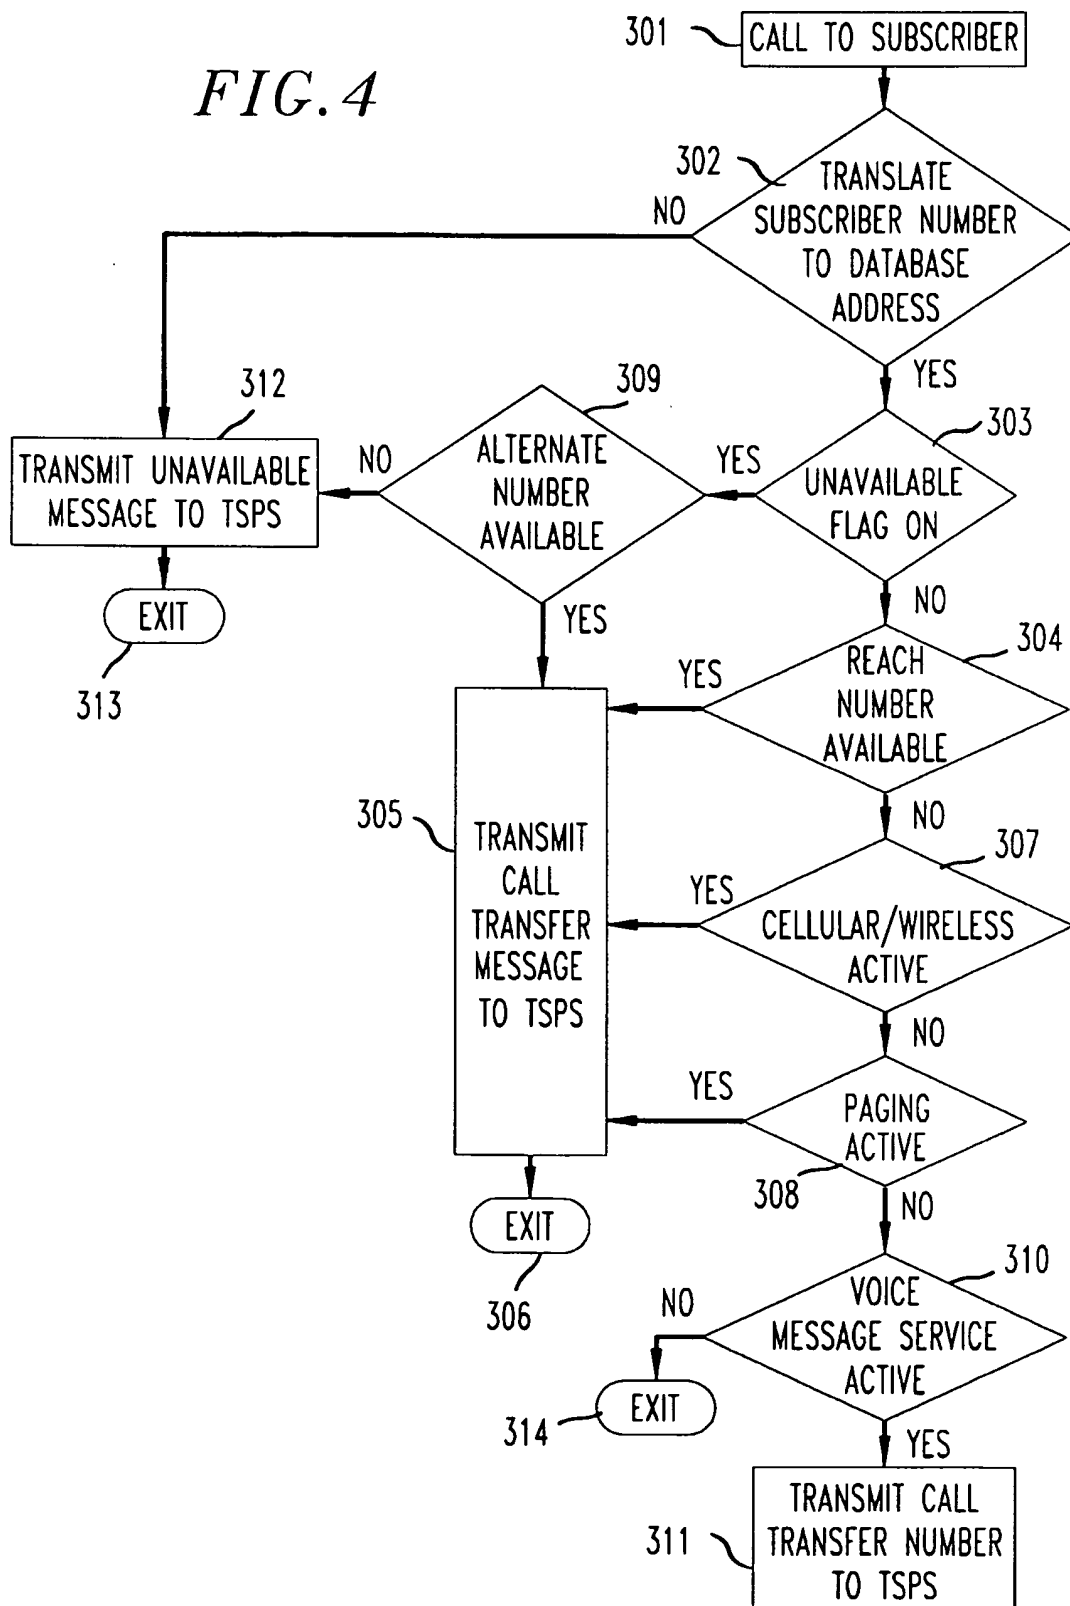 FIG. 4
301
CALL TO SUBSCRIBER
302
TRANSLATE
SUBSCRIBER NUMBER
TO DATABASE
ADDRESS
NO
YES
312
TRANSMIT UNAVAILABLE
MESSAGE TO TSPS
NO
309
ALTERNATE
NUMBER
AVAILABLE
YES
303
UNAVAILABLE
FLAG ON
EXIT
313
YES
NO
304
REACH
NUMBER
AVAILABLE
YES
NO
305
TRANSMIT
CALL
TRANSFER
MESSAGE
TO TSPS
307
CELLULAR/WIRELESS
ACTIVE
YES
NO
PAGING
ACTIVE
308
YES
NO
EXIT
306
310
VOICE
MESSAGE SERVICE
ACTIVE
NO
EXIT
314
YES
311
TRANSMIT CALL
TRANSFER NUMBER
TO TSPS